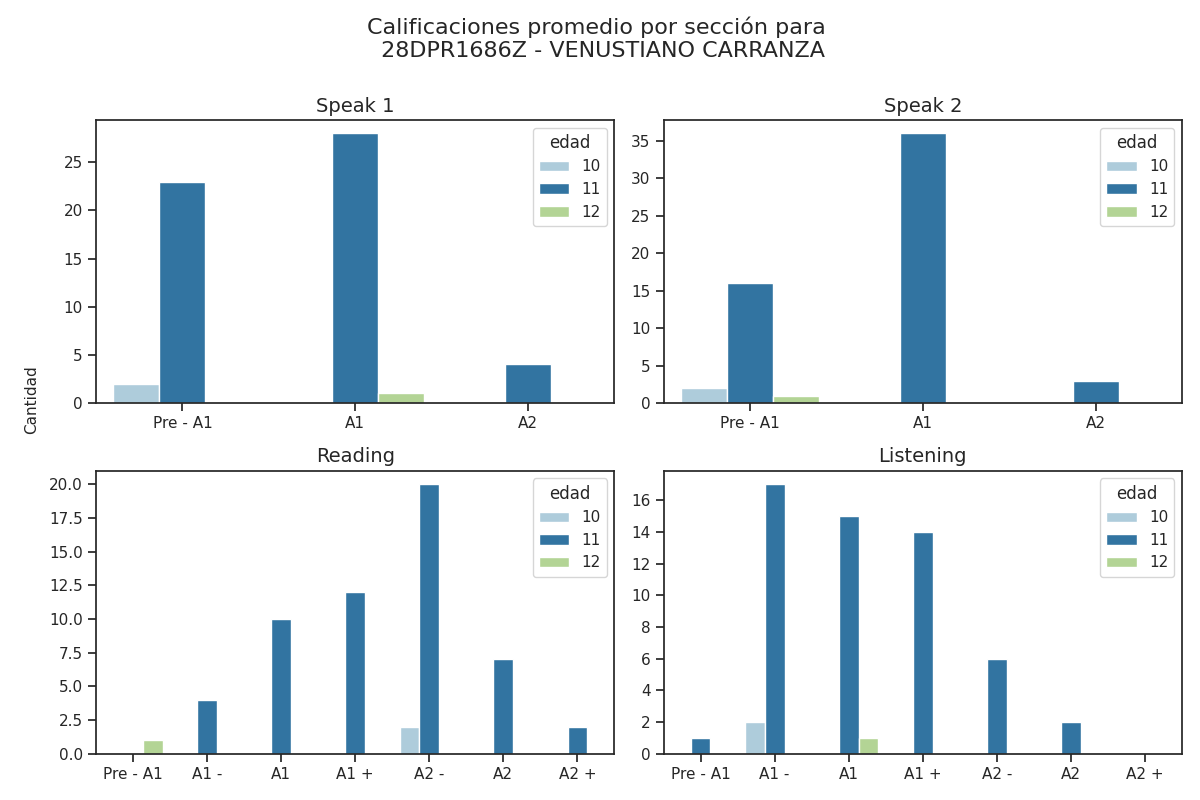 Calificaciones promedio por sección para
28DPR1686Z - VENUSTIANO CARRANZA
Cantidad
Speak 1
25
20
15
10
5
0
Pre - A1 A1 A2
edad
10
11
12
Speak 2
35
30
25
20
15
10
5
0
Pre - A1 A1 A2
edad
10
11
12
Reading
20.0
17.5
15.0
12.5
10.0
7.5
5.0
2.5
0.0
Pre - A1 A1 - A1 A1 + A2 - A2 A2 +
edad
10
11
12
Listening
16
14
12
10
8
6
4
2
0
Pre - A1 A1 - A1 A1 + A2 - A2 A2 +
edad
10
11
12